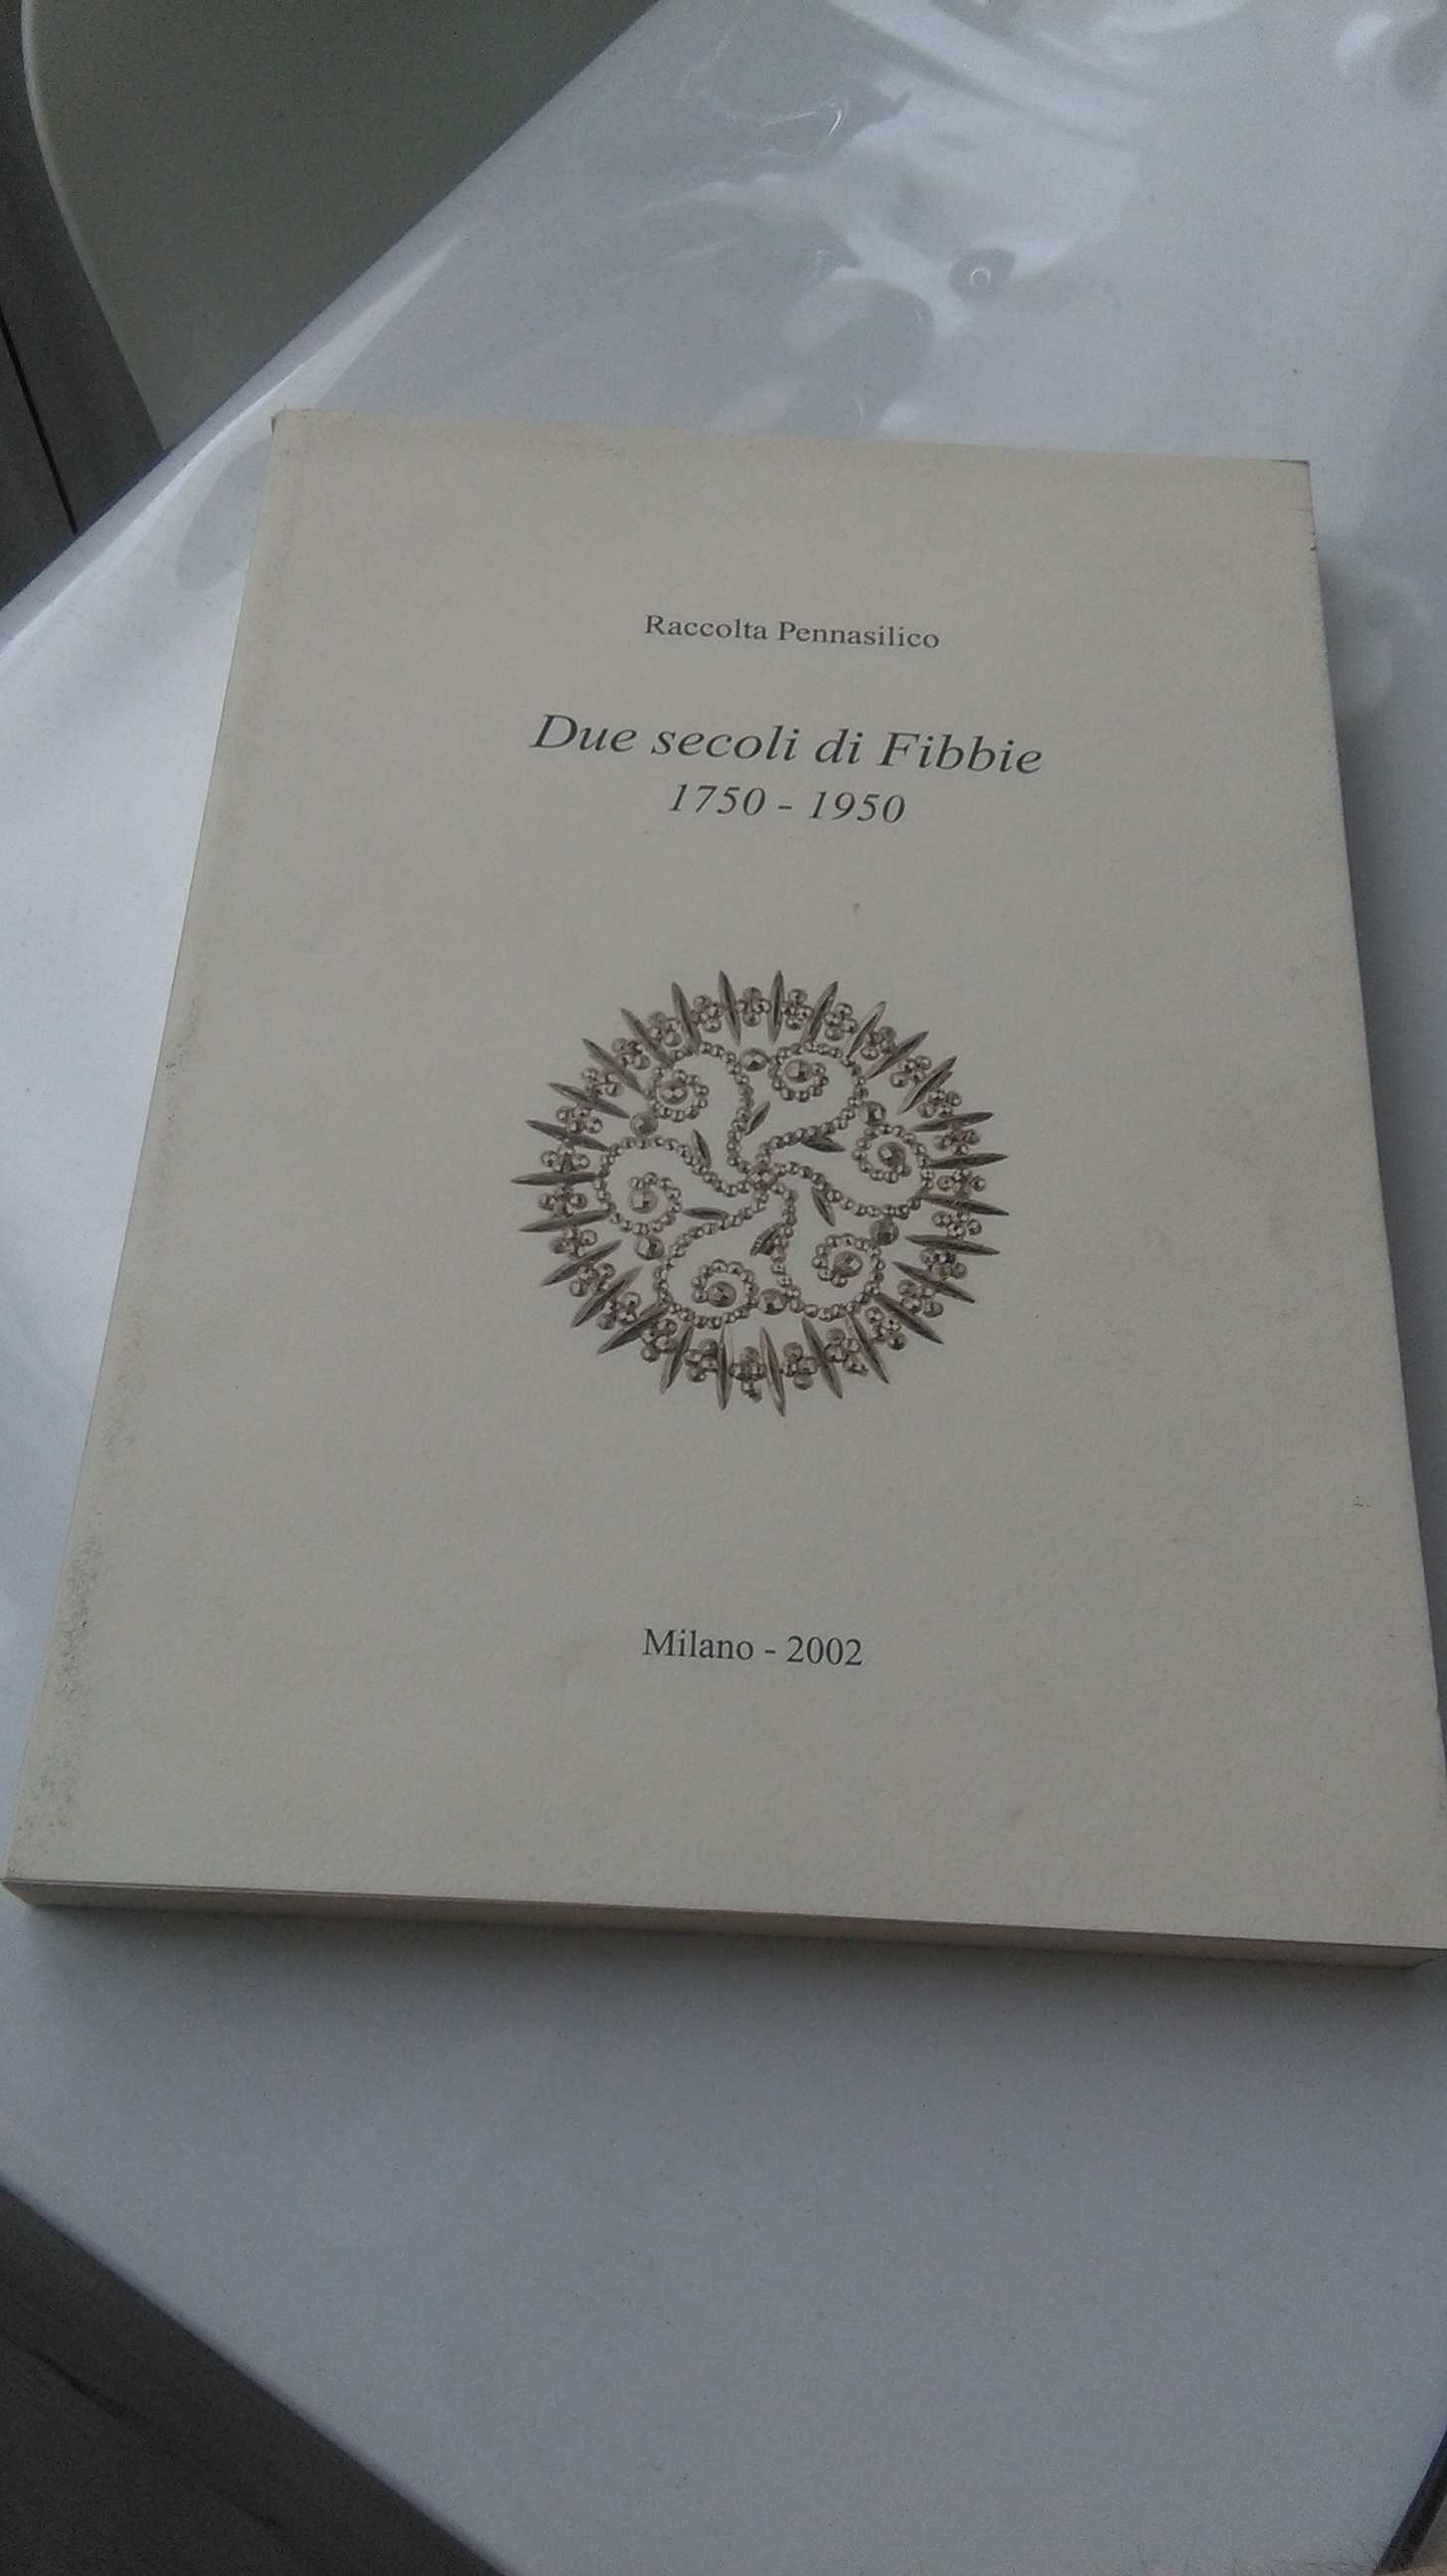 Raccolta Pennasilico
Due secoli di Fibbie
1750 - 1950
Milano - 2002